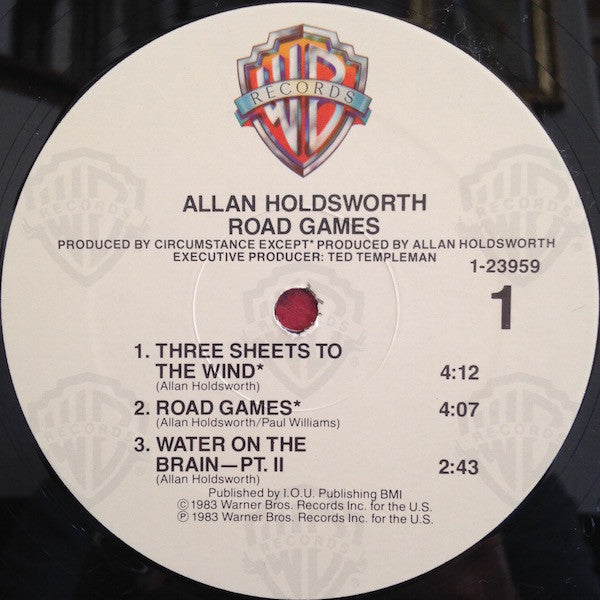 WB
RECORDS
ALLAN HOLDSWORTH
ROAD GAMES
PRODUCED BY CIRCUMSTANCE EXCEPT* PRODUCED BY ALLAN HOLDSWORTH
EXECUTIVE PRODUCER: TED TEMPLEMAN
1-23959
1
1. THREE SHEETS TO
THE WIND* 4:12
(Allan Holdsworth)
2. ROAD GAMES* 4:07
(Allan Holdsworth/Paul Williams)
3. WATER ON THE
BRAIN—PT. II 2:43
(Allan Holdsworth)
Published by I.O.U. Publishing BMI
Ⓒ 1983 Warner Bros. Records Inc. for the U.S.
Ⓟ 1983 Warner Bros. Records Inc. for the U.S.